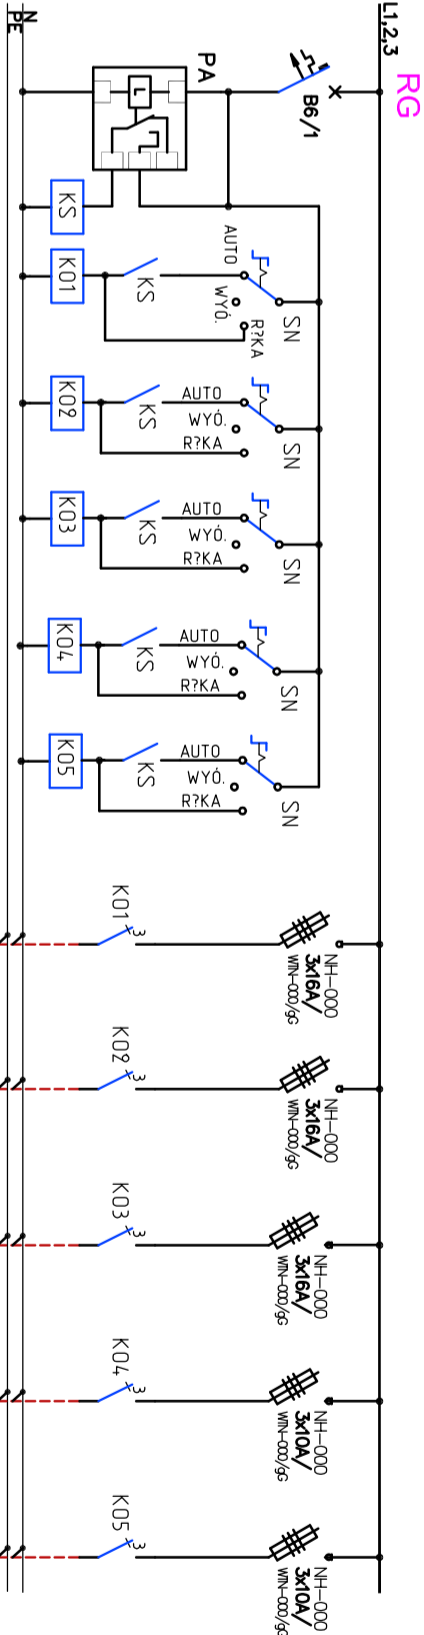 RG
L1,2,3
N
PE
B6/1
PA
L
KS
K01
KS
AUTO
WYÓ.
R?KA
SN
K02
KS
AUTO
WYÓ.
R?KA
SN
K03
KS
AUTO
WYÓ.
R?KA
SN
K04
KS
AUTO
WYÓ.
R?KA
SN
K05
KS
AUTO
WYÓ.
R?KA
SN
K01
3
NH-000
3x16A/
WTN-000/gG
K02
3
NH-000
3x16A/
WTN-000/gG
K03
3
NH-000
3x16A/
WTN-000/gG
K04
3
NH-000
3x10A/
WTN-000/gG
K05
3
NH-000
3x10A/
WTN-000/gG